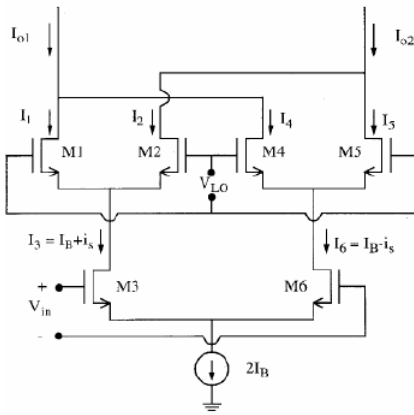 I_o1 I_o2
I_1 I_2 I_4 I_5
M1 M2 M4 M5
V_LO
I_3 = I_B+i_s I_6 = I_B-i_s
+
V_in M3 M6
-
2I_B